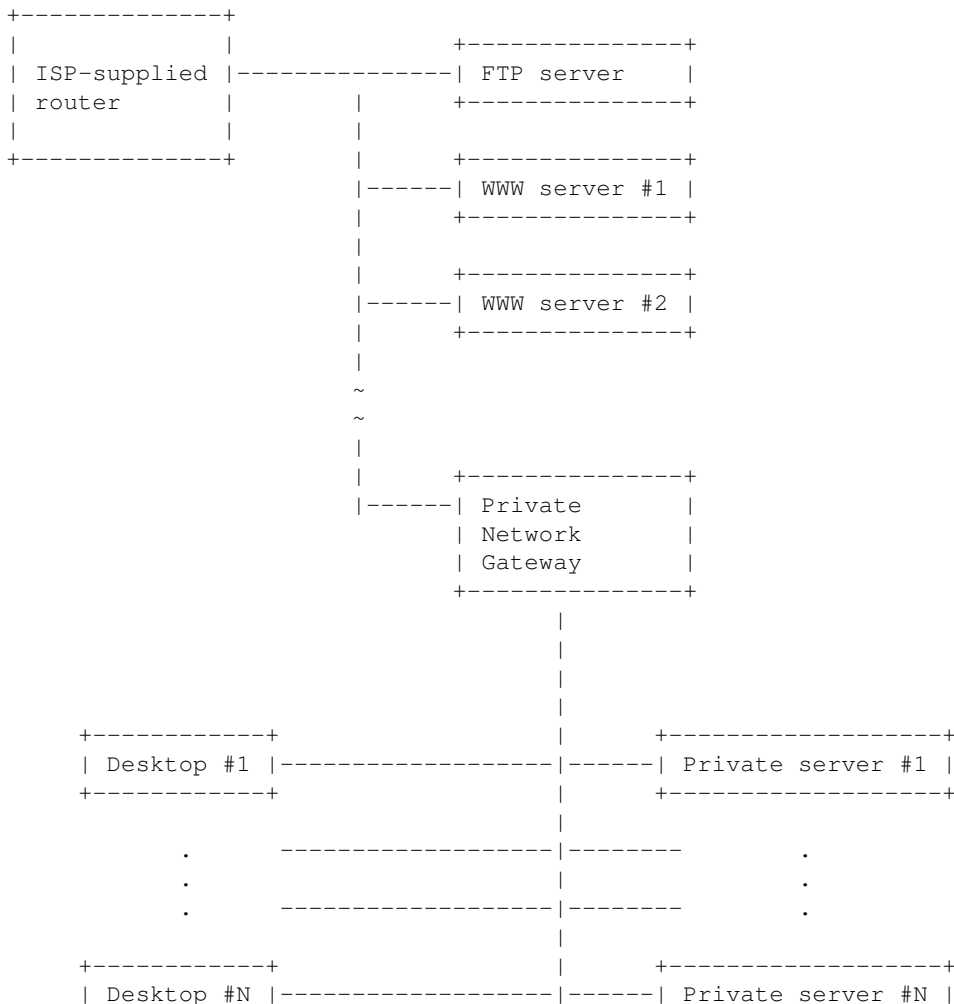 ISP-supplied
router
FTP server
WWW server #1
WWW server #2
Private
Network
Gateway
Desktop #1
Private server #1
Desktop #N
Private server #N